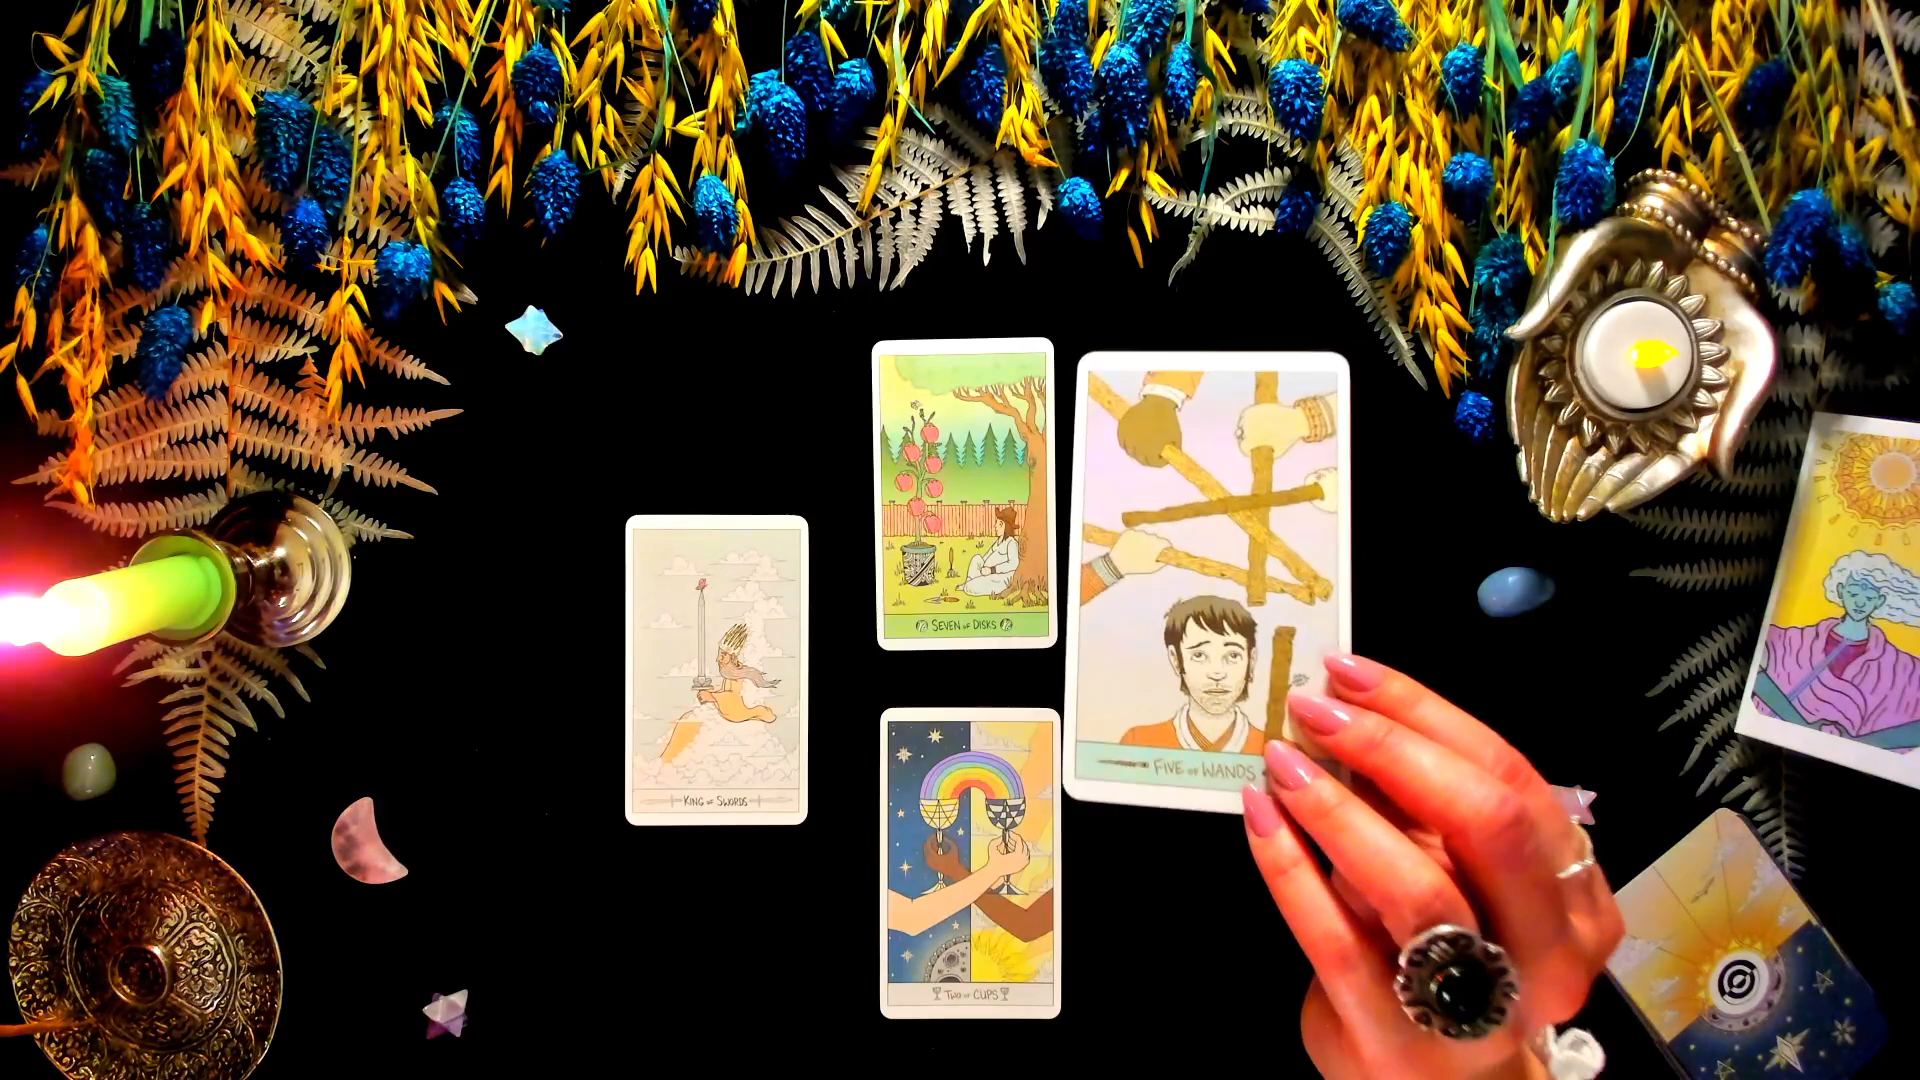 SEVEN OF DISKS
FIVE OF WANDS
KING OF SWORDS
TWO OF CUPS